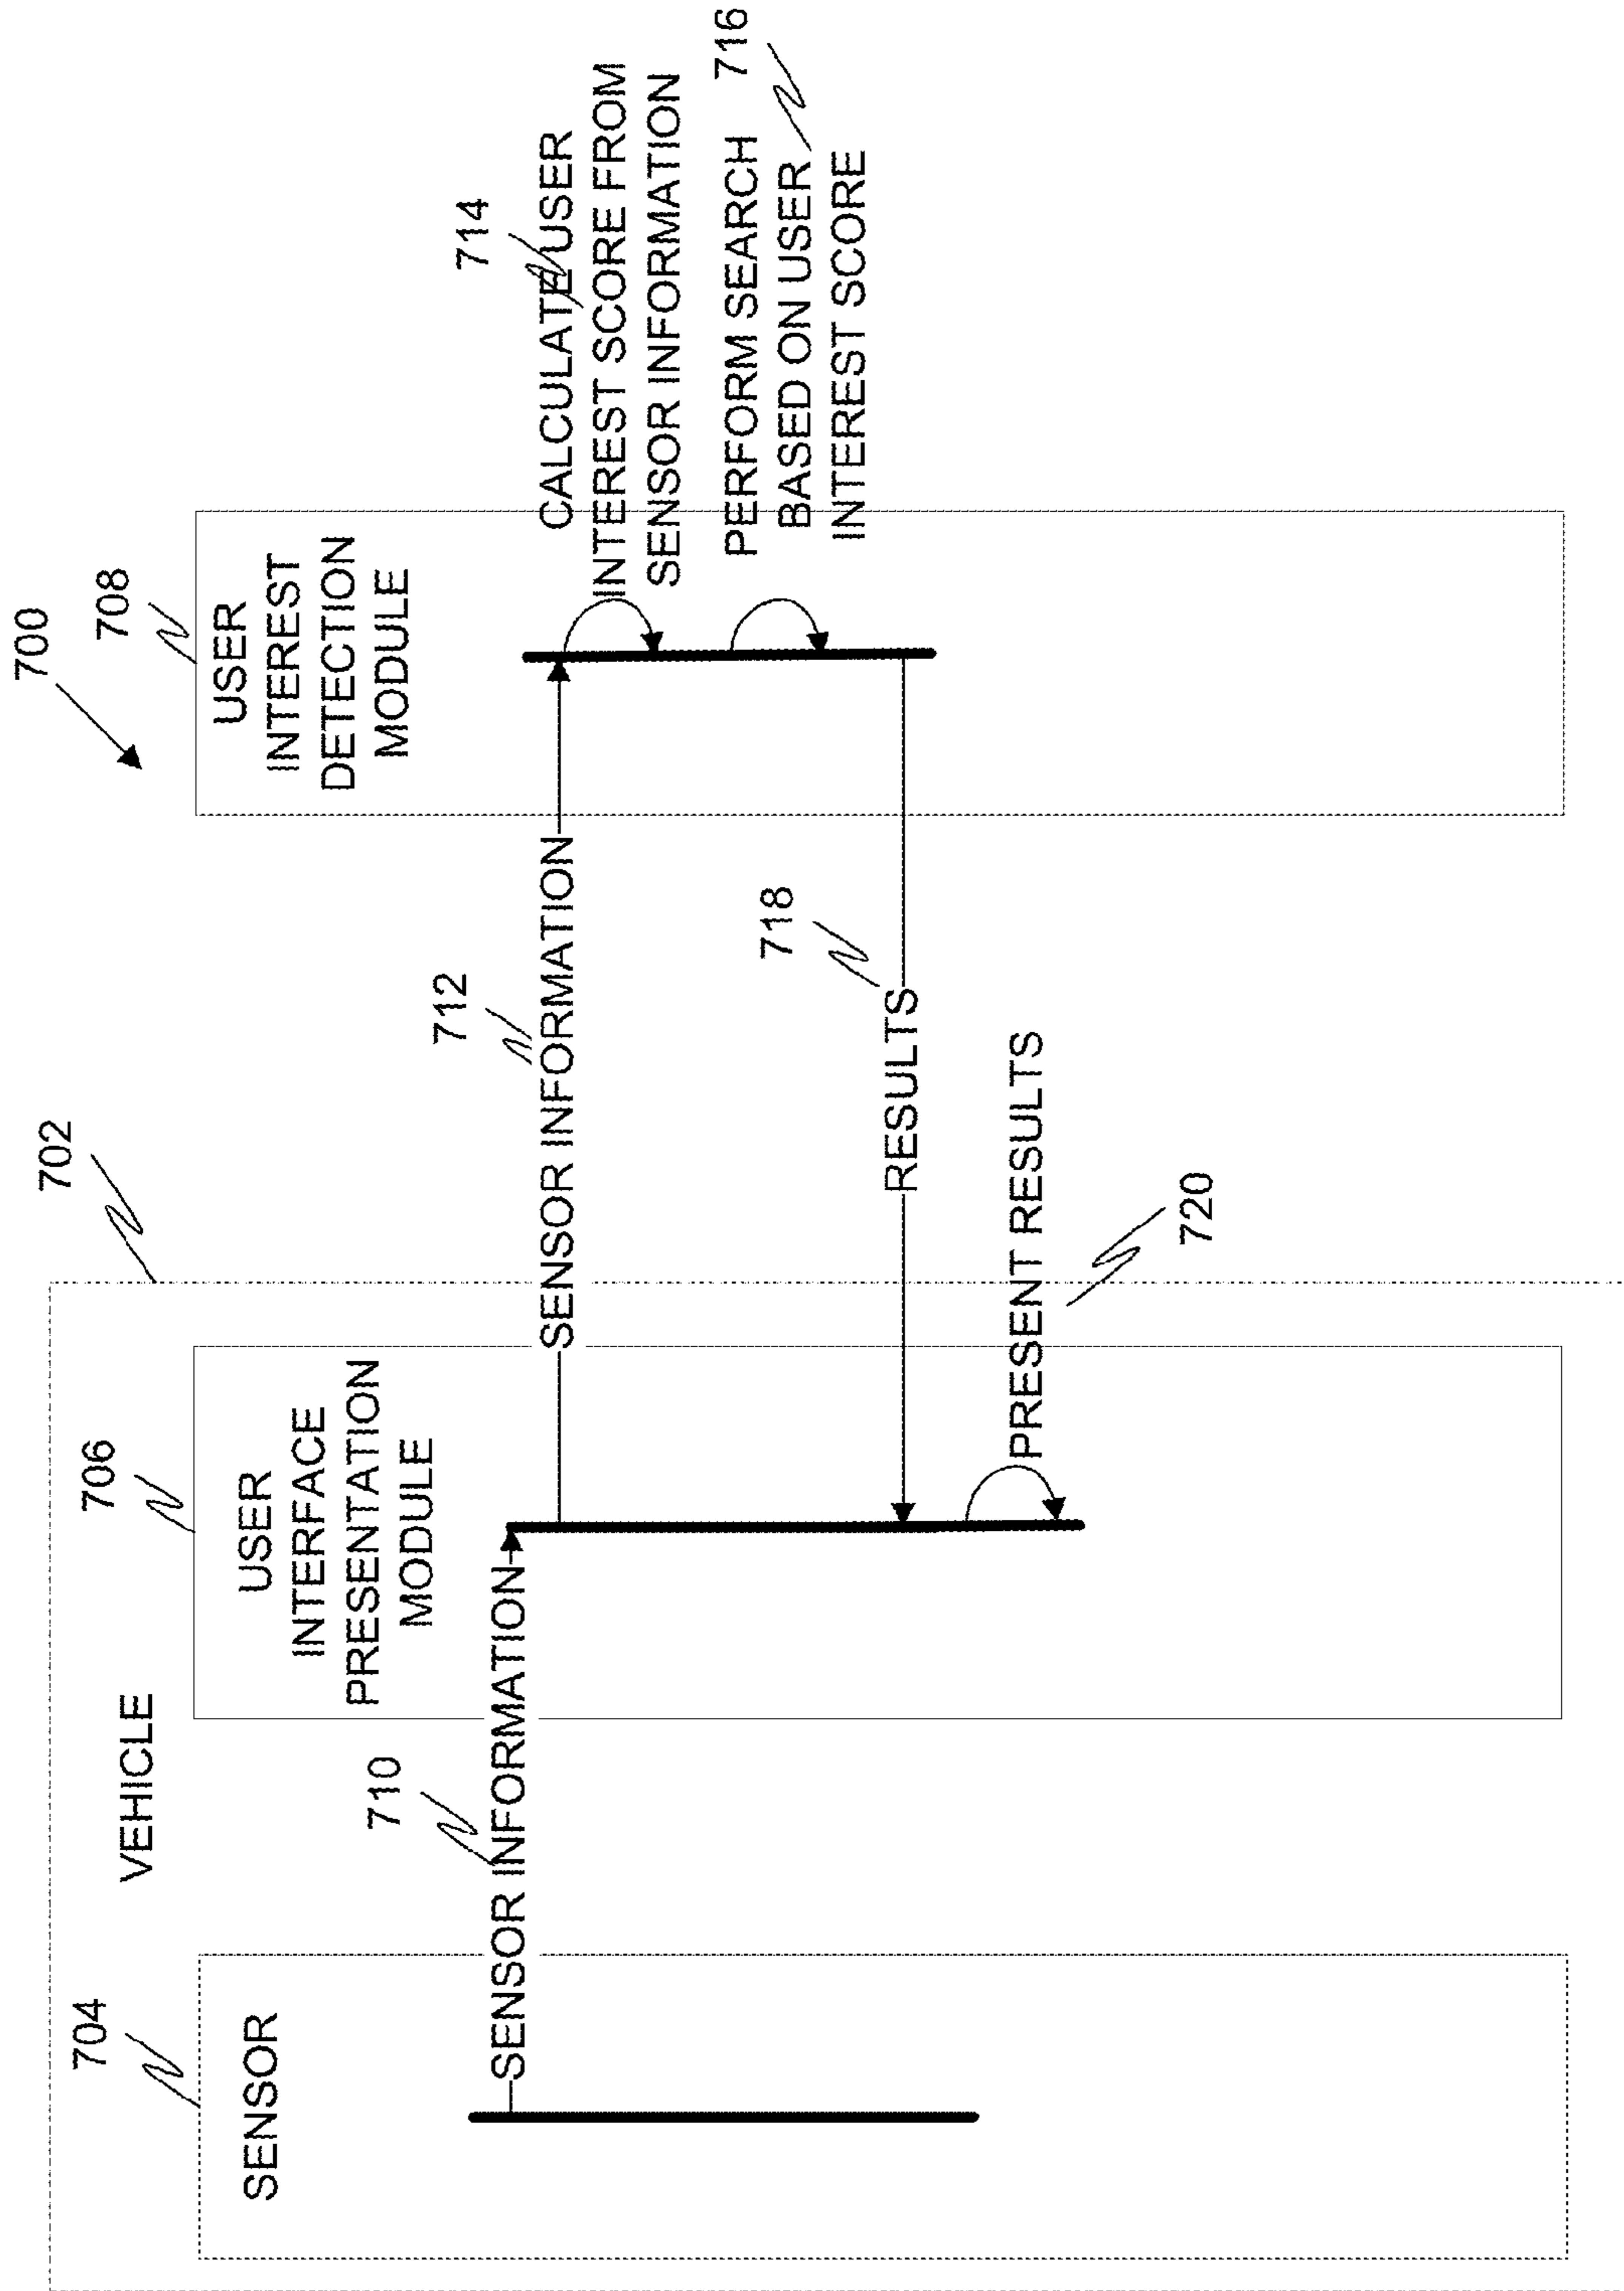 700
702
VEHICLE
704
SENSOR
706
USER
INTERFACE
PRESENTATION
MODULE
708
USER
INTEREST
DETECTION
MODULE
710
SENSOR INFORMATION
712
SENSOR INFORMATION
714
CALCULATE USER
INTEREST SCORE FROM
SENSOR INFORMATION
716
PERFORM SEARCH
BASED ON USER
INTEREST SCORE
718
RESULTS
PRESENT RESULTS
720